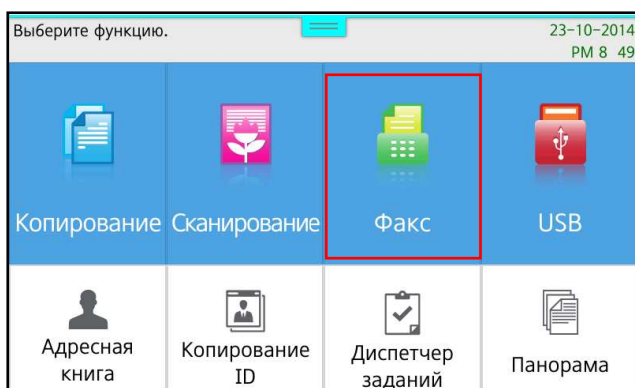 Выберите функцию.
23-10-2014
PM 8 49
Копирование Сканирование Факс USB
Адресная книга
Копирование ID
Диспетчер заданий
Панорама